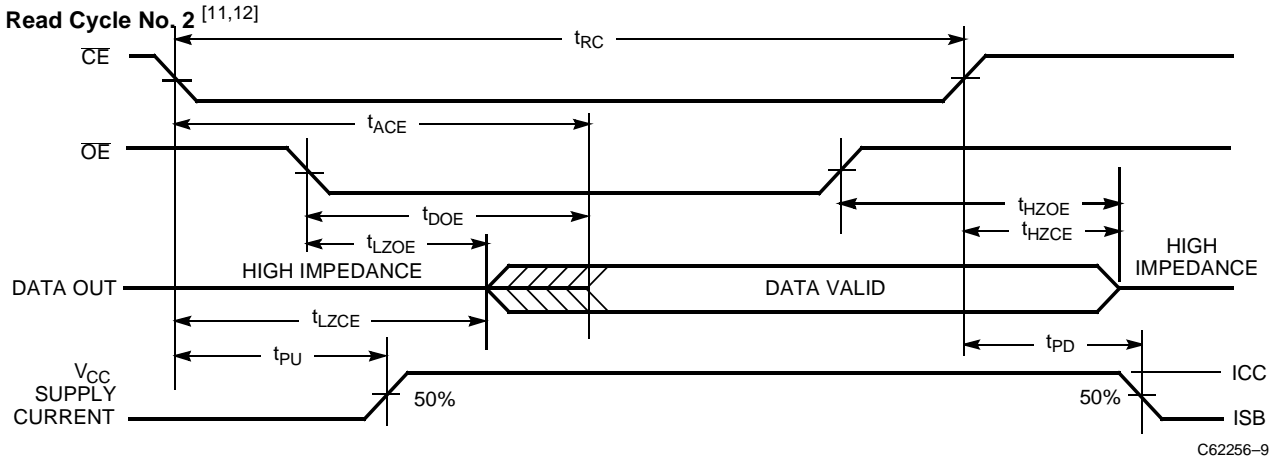 Read Cycle No. 2 [11,12]
tRC
CE
tACE
OE
tDOE
tHZOE
tLZOE
tHZCE
HIGH IMPEDANCE
HIGH
IMPEDANCE
DATA OUT
DATA VALID
tLZCE
tPU
tPD
VCC
SUPPLY
CURRENT
50%
50%
ICC
ISB
C62256–9